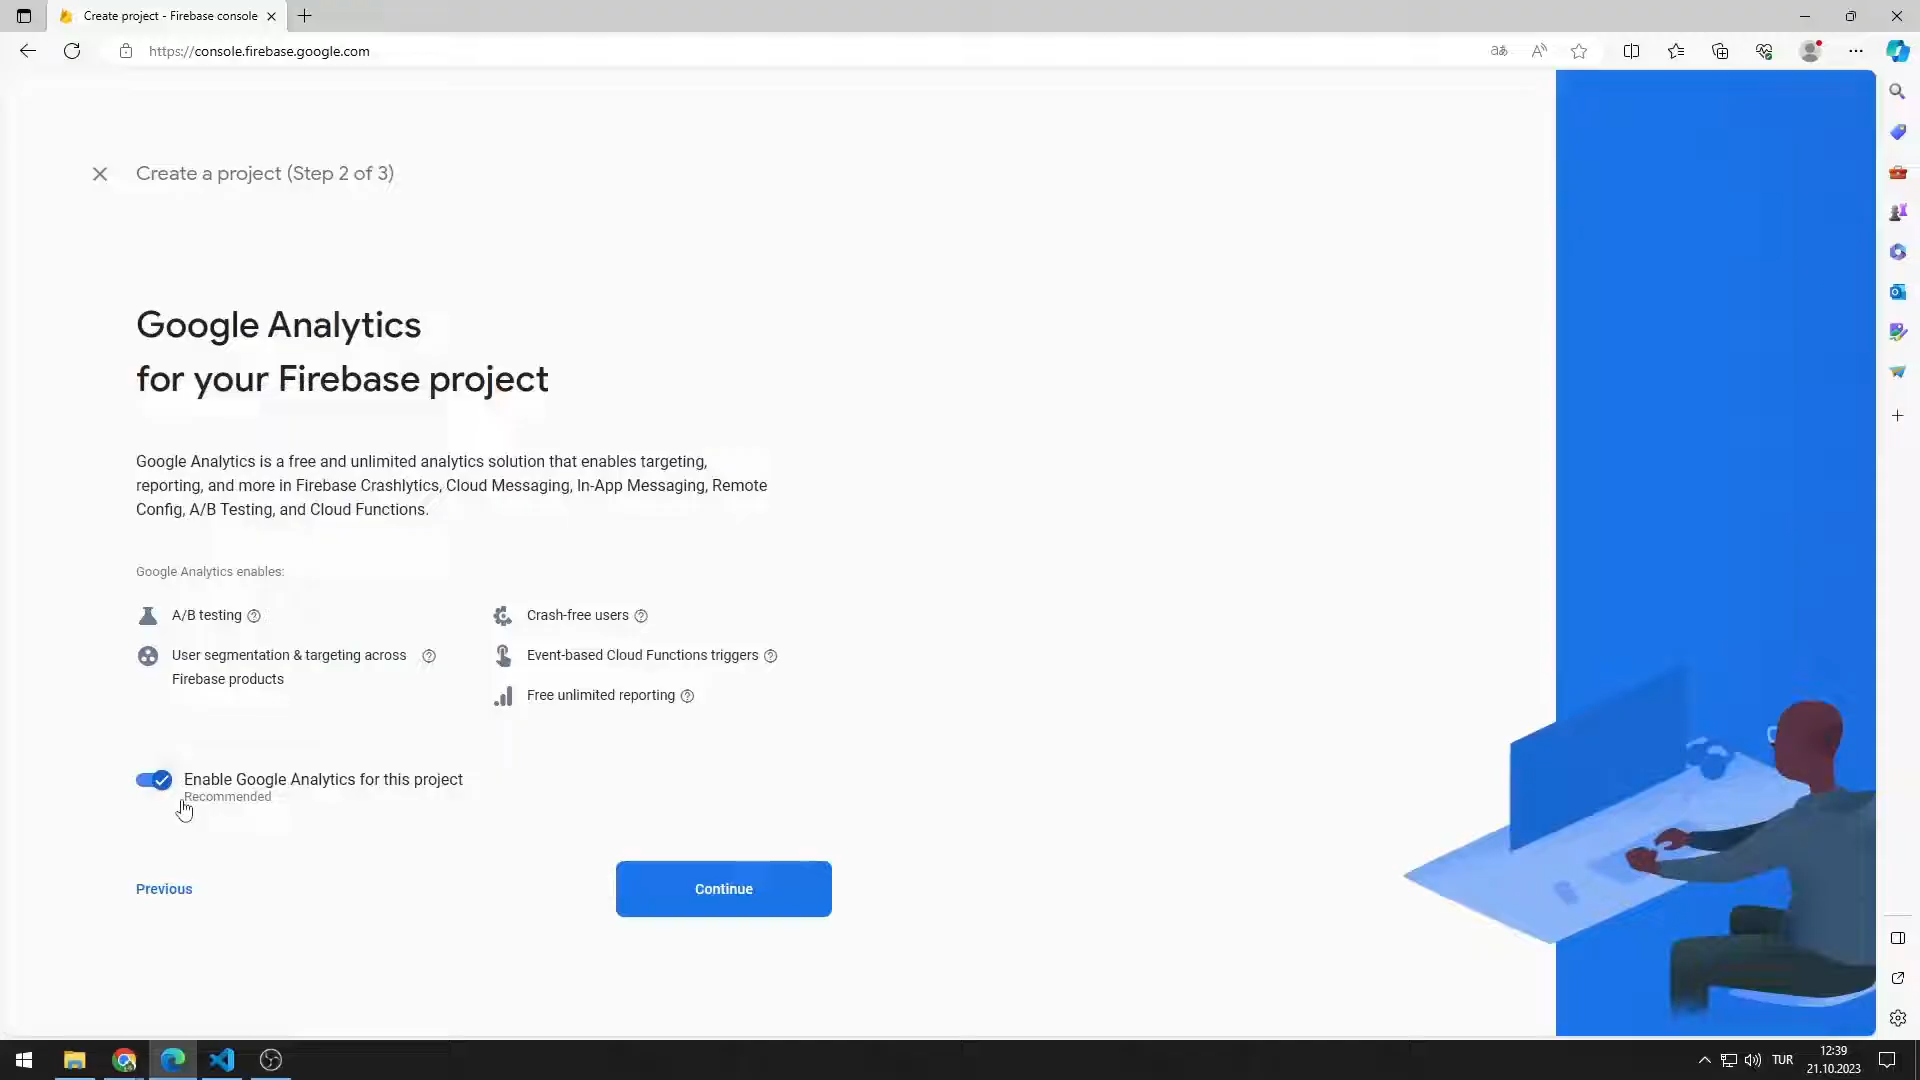 Create project - Firebase console
https://console.firebase.google.com
Create a project (Step 2 of 3)
Google Analytics
for your Firebase project
Google Analytics is a free and unlimited analytics solution that enables targeting,
reporting, and more in Firebase Crashlytics, Cloud Messaging, In-App Messaging, Remote
Config, A/B Testing, and Cloud Functions.
Google Analytics enables:
A/B testing
Crash-free users
User segmentation & targeting across
Firebase products
Event-based Cloud Functions triggers
Free unlimited reporting
Enable Google Analytics for this project
Recommended
Previous
Continue
TUR
12:39
21.10.2023